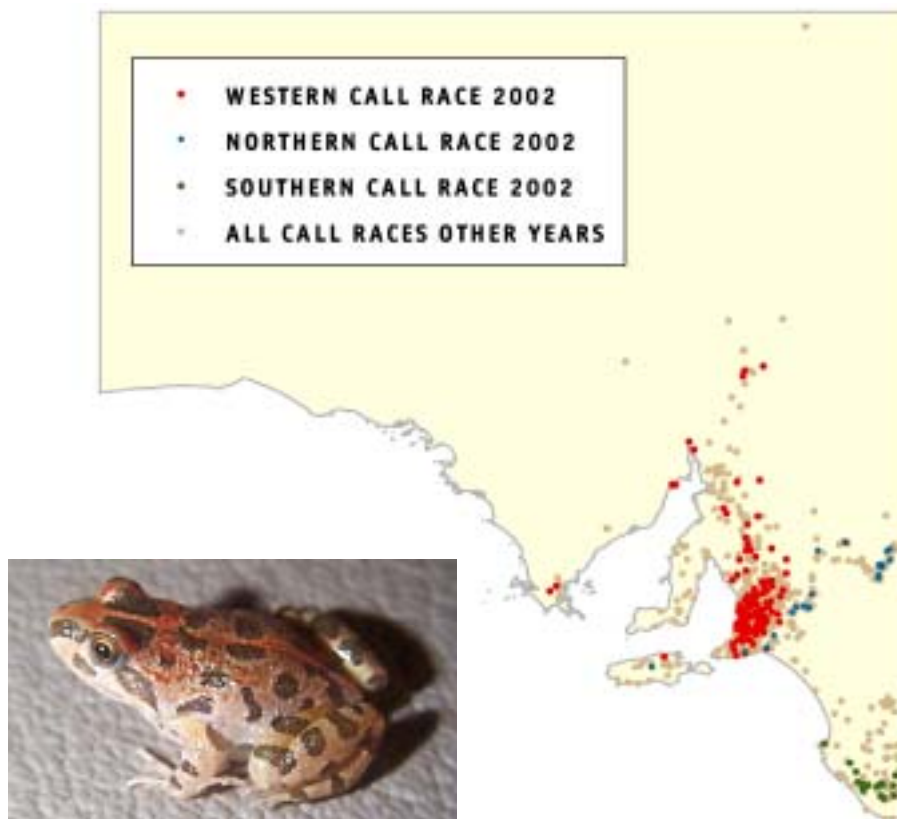 WESTERN CALL RACE 2002
NORTHERN CALL RACE 2002
SOUTHERN CALL RACE 2002
ALL CALL RACES OTHER YEARS